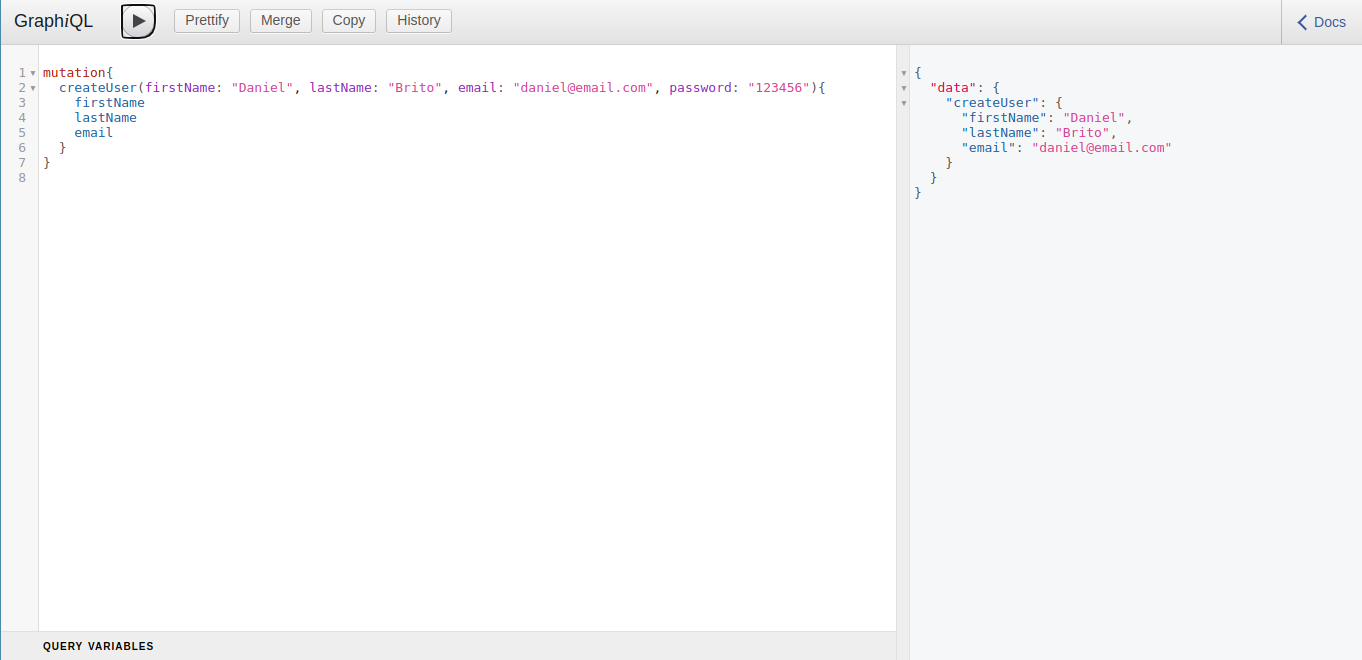 GraphiQL Prettify Merge Copy History Docs
1 mutation{
2   createUser(firstName: "Daniel", lastName: "Brito", email: "daniel@email.com", password: "123456"){
3     firstName
4     lastName
5     email
6   }
7 }
8
QUERY VARIABLES
{
  "data": {
    "createUser": {
      "firstName": "Daniel",
      "lastName": "Brito",
      "email": "daniel@email.com"
    }
  }
}